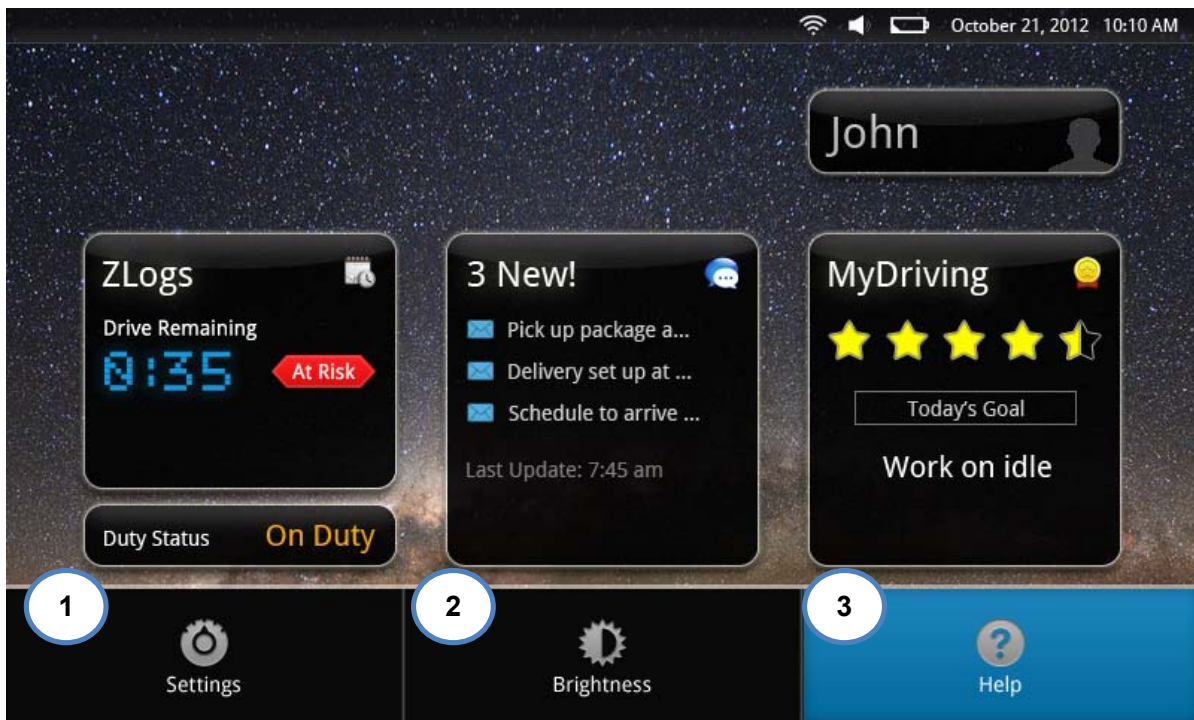 October 21, 2012 10:10 AM
John
ZLogs
Drive Remaining
0:35
At Risk
Duty Status
On Duty
3 New!
Pick up package a...
Delivery set up at ...
Schedule to arrive ...
Last Update: 7:45 am
MyDriving
Today's Goal
Work on idle
1
Settings
2
Brightness
3
?
Help